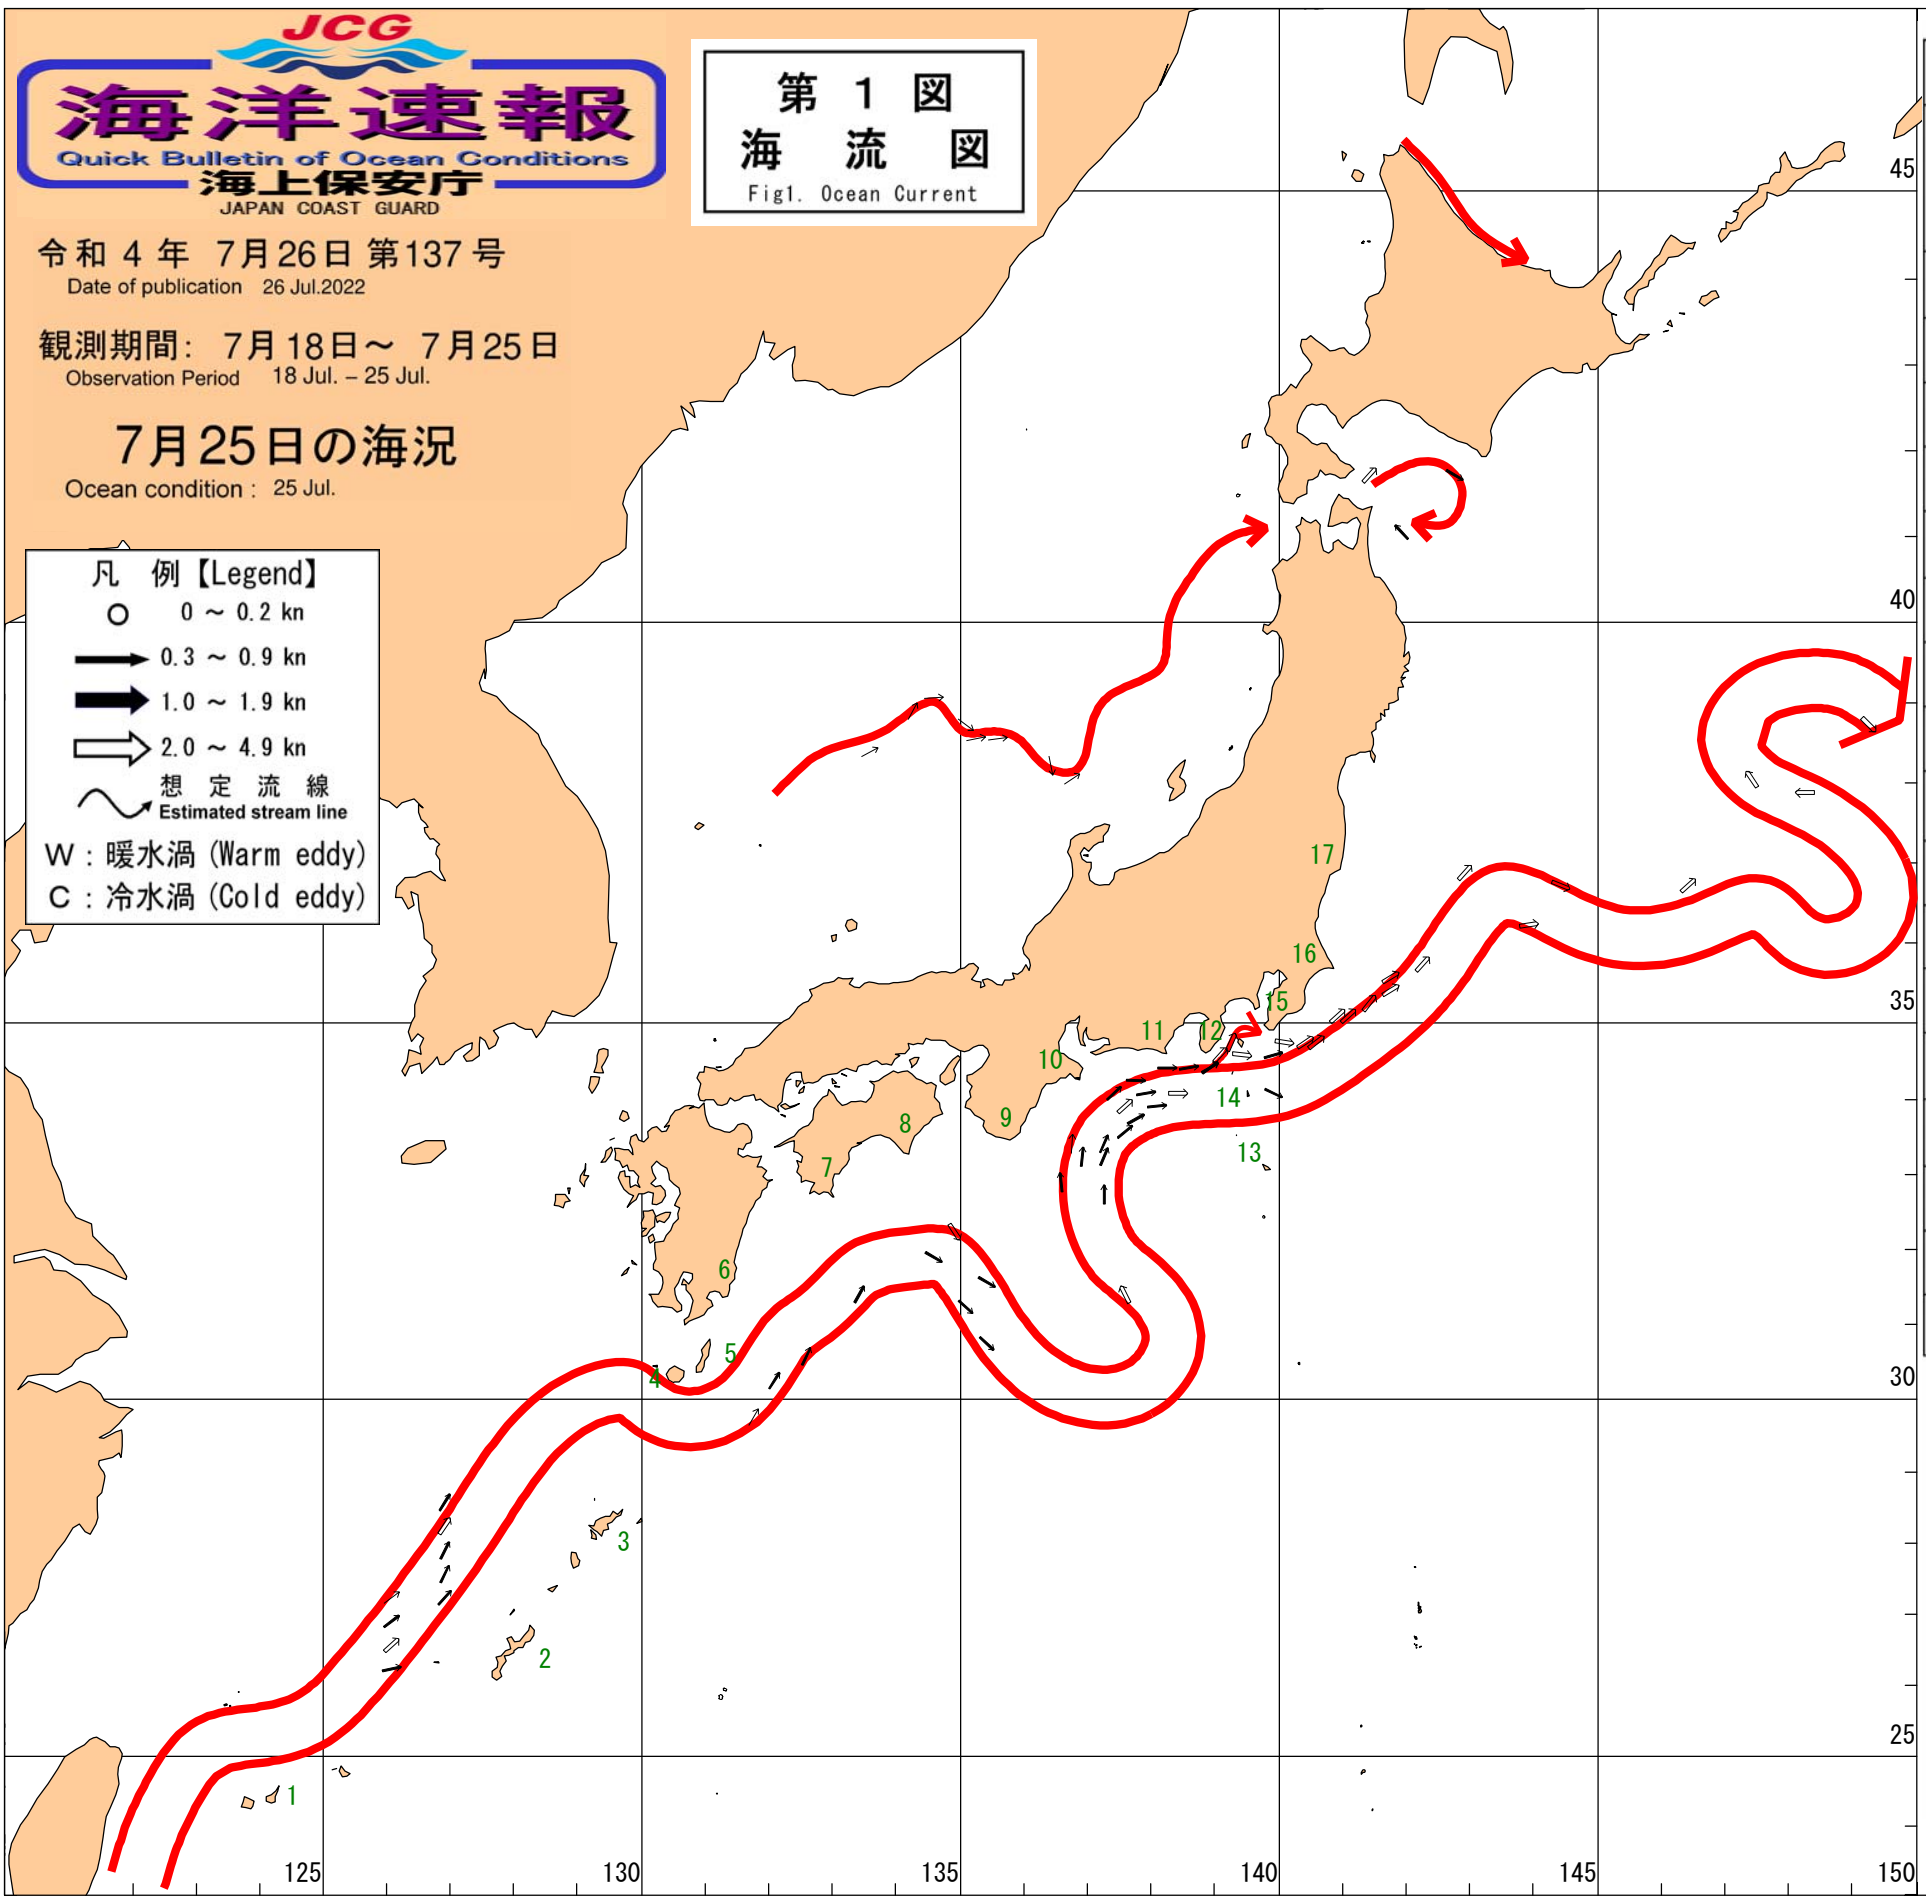 JCG
海洋速報
Quick Bulletin of Ocean Conditions
海上保安庁
JAPAN COAST GUARD
令和 4 年 7月26日 第137 号
Date of publication 26 Jul.2022
観測期間: 7月18日～ 7月25日
Observation Period 18 Jul. – 25 Jul.
7月25日の海況
Ocean condition : 25 Jul.
第 1 図
海 流 図
Fig1. Ocean Current
凡 例【Legend】
0 ～ 0.2 kn
0.3 ～ 0.9 kn
1.0 ～ 1.9 kn
2.0 ～ 4.9 kn
想 定 流 線
Estimated stream line
W : 暖水渦 (Warm eddy)
C : 冷水渦 (Cold eddy)
45
40
35
30
25
17
16
15
12
11
10
14
13
9
8
7
6
5
4
3
2
1
125
130
135
140
145
150